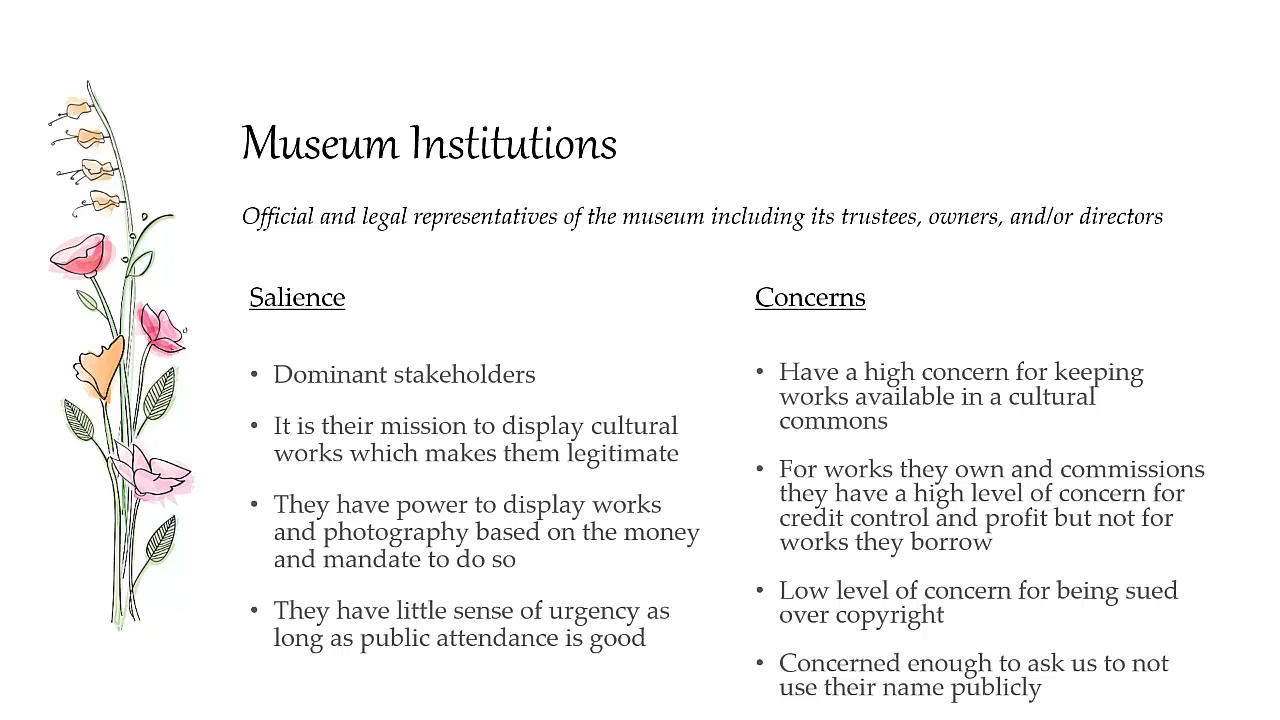 Museum Institutions
Official and legal representatives of the museum including its trustees, owners, and/or directors
Salience
• Dominant stakeholders
• It is their mission to display cultural
works which makes them legitimate
• They have power to display works
and photography based on the money
and mandate to do so
• They have little sense of urgency as
long as public attendance is good
Concerns
• Have a high concern for keeping
works available in a cultural
commons
• For works they own and commissions
they have a high level of concern for
credit control and profit but not for
works they borrow
• Low level of concern for being sued
over copyright
• Concerned enough to ask us to not
use their name publicly